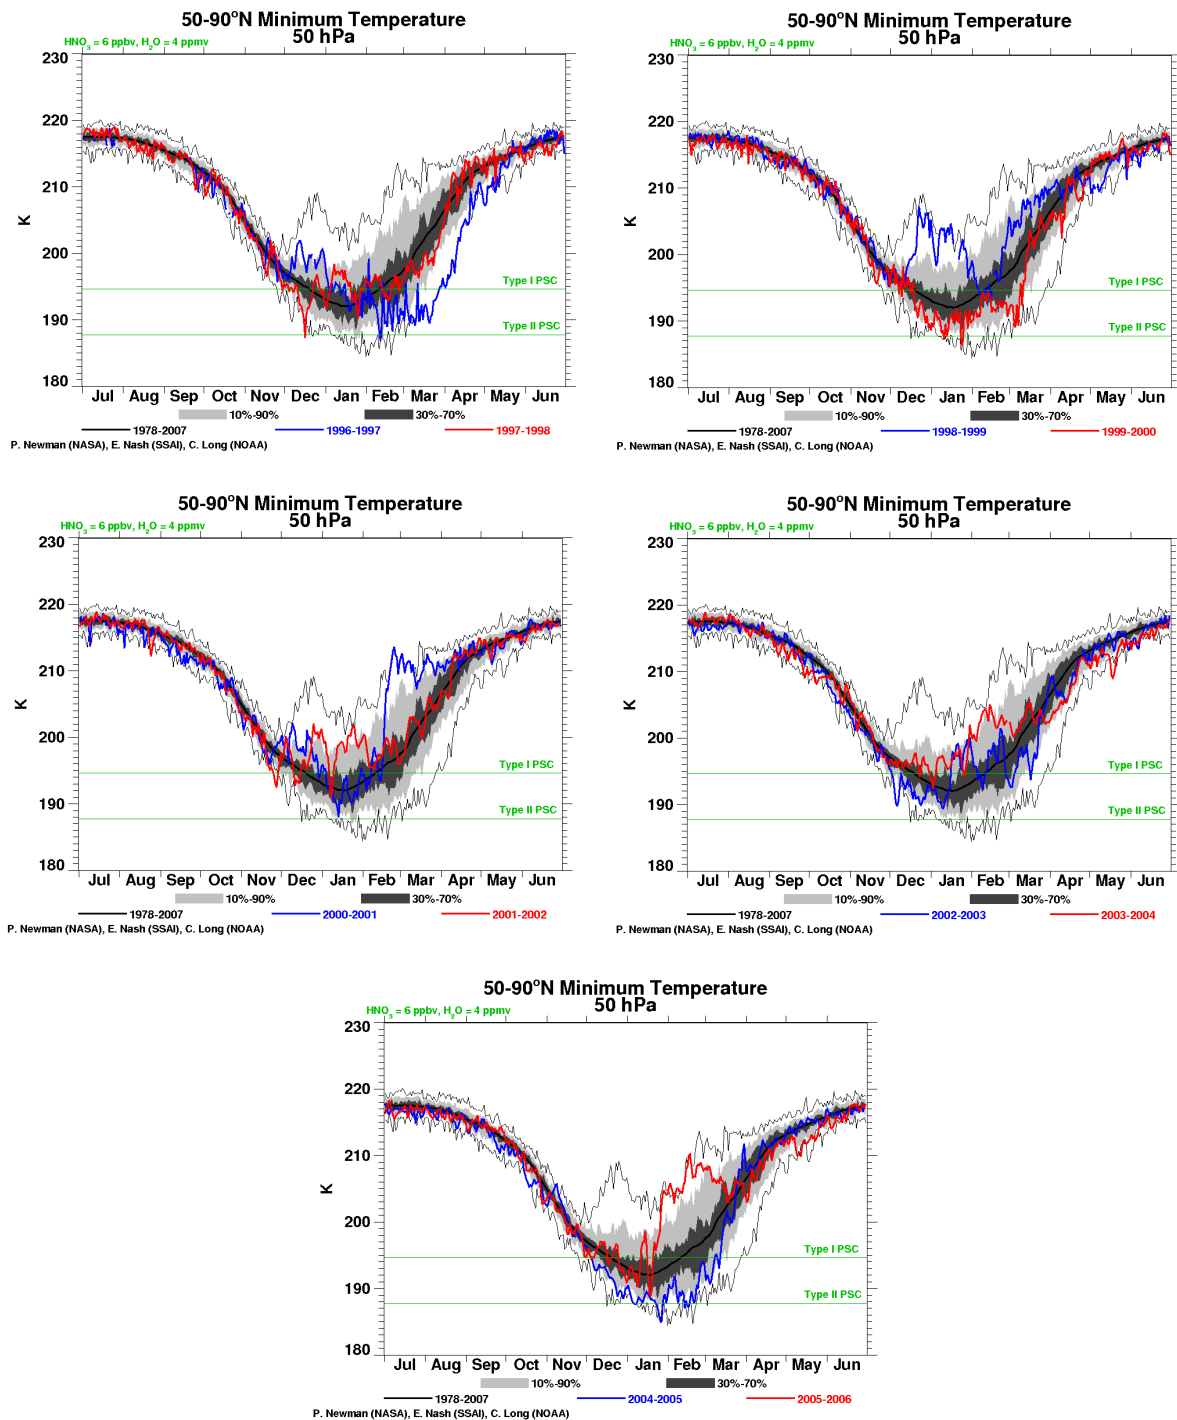 50-90°N Minimum Temperature
50 hPa
HNO3 = 6 ppbv, H2O = 4 ppmv
230
220
210
200
190
180
K
Type I PSC
Type II PSC
Jul Aug Sep Oct Nov Dec Jan Feb Mar Apr May Jun
10%-90% 30%-70%
1978-2007 1996-1997 1997-1998
P. Newman (NASA), E. Nash (SSAI), C. Long (NOAA)
50-90°N Minimum Temperature
50 hPa
HNO3 = 6 ppbv, H2O = 4 ppmv
230
220
210
200
190
180
K
Type I PSC
Type II PSC
Jul Aug Sep Oct Nov Dec Jan Feb Mar Apr May Jun
10%-90% 30%-70%
1978-2007 1998-1999 1999-2000
P. Newman (NASA), E. Nash (SSAI), C. Long (NOAA)
50-90°N Minimum Temperature
50 hPa
HNO3 = 6 ppbv, H2O = 4 ppmv
230
220
210
200
190
180
K
Type I PSC
Type II PSC
Jul Aug Sep Oct Nov Dec Jan Feb Mar Apr May Jun
10%-90% 30%-70%
1978-2007 2000-2001 2001-2002
P. Newman (NASA), E. Nash (SSAI), C. Long (NOAA)
50-90°N Minimum Temperature
50 hPa
HNO3 = 6 ppbv, H2O = 4 ppmv
230
220
210
200
190
180
K
Type I PSC
Type II PSC
Jul Aug Sep Oct Nov Dec Jan Feb Mar Apr May Jun
10%-90% 30%-70%
1978-2007 2002-2003 2003-2004
P. Newman (NASA), E. Nash (SSAI), C. Long (NOAA)
50-90°N Minimum Temperature
50 hPa
HNO3 = 6 ppbv, H2O = 4 ppmv
230
220
210
200
190
180
K
Type I PSC
Type II PSC
Jul Aug Sep Oct Nov Dec Jan Feb Mar Apr May Jun
10%-90% 30%-70%
1978-2007 2004-2005 2005-2006
P. Newman (NASA), E. Nash (SSAI), C. Long (NOAA)